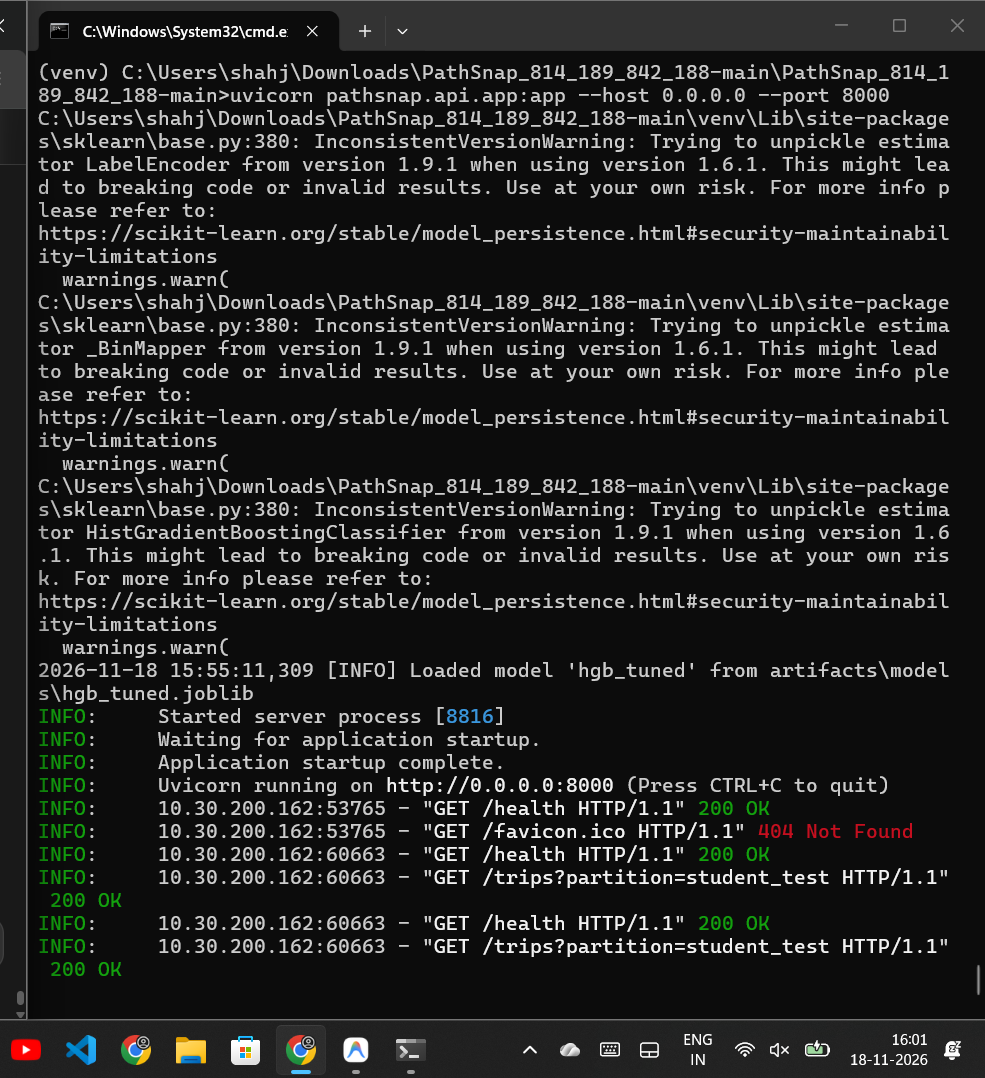 C:\Windows\System32\cmd.e
(venv) C:\Users\shahj\Downloads\PathSnap_814_189_842_188-main\PathSnap_814_1
89_842_188-main>uvicorn pathsnap.api.app:app --host 0.0.0.0 --port 8000
C:\Users\shahj\Downloads\PathSnap_814_189_842_188-main\venv\Lib\site-package
s\sklearn\base.py:380: InconsistentVersionWarning: Trying to unpickle estima
tor LabelEncoder from version 1.9.1 when using version 1.6.1. This might lea
d to breaking code or invalid results. Use at your own risk. For more info p
lease refer to:
https://scikit-learn.org/stable/model_persistence.html#security-maintainabil
ity-limitations
  warnings.warn(
C:\Users\shahj\Downloads\PathSnap_814_189_842_188-main\venv\Lib\site-package
s\sklearn\base.py:380: InconsistentVersionWarning: Trying to unpickle estima
tor _BinMapper from version 1.9.1 when using version 1.6.1. This might lead
to breaking code or invalid results. Use at your own risk. For more info ple
ase refer to:
https://scikit-learn.org/stable/model_persistence.html#security-maintainabil
ity-limitations
  warnings.warn(
C:\Users\shahj\Downloads\PathSnap_814_189_842_188-main\venv\Lib\site-package
s\sklearn\base.py:380: InconsistentVersionWarning: Trying to unpickle estima
tor HistGradientBoostingClassifier from version 1.9.1 when using version 1.6
.1. This might lead to breaking code or invalid results. Use at your own ris
k. For more info please refer to:
https://scikit-learn.org/stable/model_persistence.html#security-maintainabil
ity-limitations
  warnings.warn(
2026-11-18 15:55:11,309 [INFO] Loaded model 'hgb_tuned' from artifacts\model
s\hgb_tuned.joblib
INFO:     Started server process [8816]
INFO:     Waiting for application startup.
INFO:     Application startup complete.
INFO:     Uvicorn running on http://0.0.0.0:8000 (Press CTRL+C to quit)
INFO:     10.30.200.162:53765 - "GET /health HTTP/1.1" 200 OK
INFO:     10.30.200.162:53765 - "GET /favicon.ico HTTP/1.1" 404 Not Found
INFO:     10.30.200.162:60663 - "GET /health HTTP/1.1" 200 OK
INFO:     10.30.200.162:60663 - "GET /trips?partition=student_test HTTP/1.1"
 200 OK
INFO:     10.30.200.162:60663 - "GET /health HTTP/1.1" 200 OK
INFO:     10.30.200.162:60663 - "GET /trips?partition=student_test HTTP/1.1"
 200 OK
ENG
IN
16:01
18-11-2026